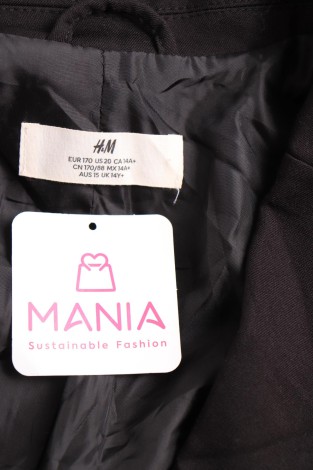 H&M
EUR 170 US 20 CA 14A+
CN 170/88 MX 14A+
AUS 15 UK 14Y+
MANIA
Sustainable Fashion